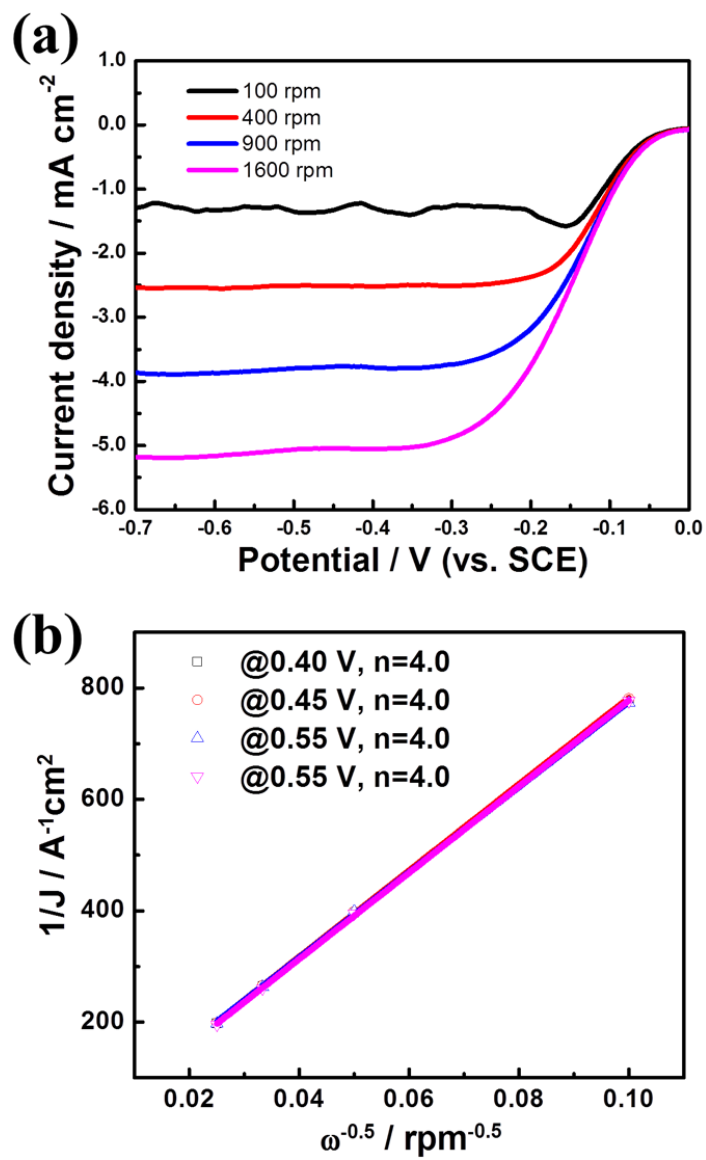 (a)
1.0
0.0
-1.0
-2.0
-3.0
-4.0
-5.0
-6.0
Current density / mA cm⁻²
100 rpm
400 rpm
900 rpm
1600 rpm
-0.7 -0.6 -0.5 -0.4 -0.3 -0.2 -0.1 0.0
Potential / V (vs. SCE)
(b)
800
600
400
200
1/J / A⁻¹cm²
@0.40 V, n=4.0
@0.45 V, n=4.0
@0.55 V, n=4.0
@0.55 V, n=4.0
0.02 0.04 0.06 0.08 0.10
ω⁻⁰·⁵ / rpm⁻⁰·⁵